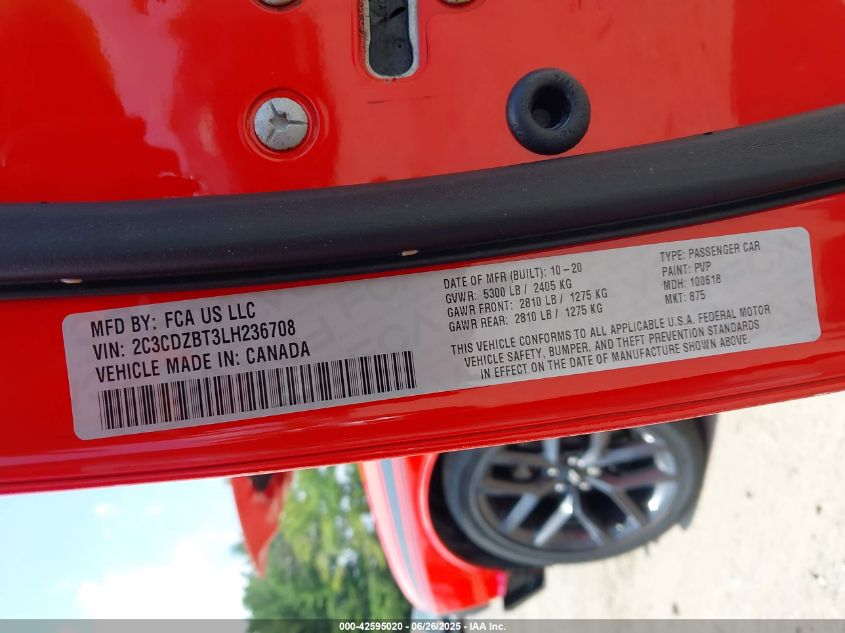 MFD BY: FCA US LLC
VIN: 2C3CDZBT3LH236708
VEHICLE MADE IN: CANADA
DATE OF MFR (BUILT): 10-20
GVWR: 5300 LB / 2405 KG
GAWR FRONT: 2810 LB / 1275 KG
GAWR REAR: 2810 LB / 1275 KG
TYPE: PASSENGER CAR
PAINT: PVP
MDH: 100618
MKT: 875
THIS VEHICLE CONFORMS TO ALL APPLICABLE U.S.A. FEDERAL MOTOR
VEHICLE SAFETY, BUMPER, AND THEFT PREVENTION STANDARDS
IN EFFECT ON THE DATE OF MANUFACTURE SHOWN ABOVE.
000-42595020 - 06/26/2025 - IAA Inc.